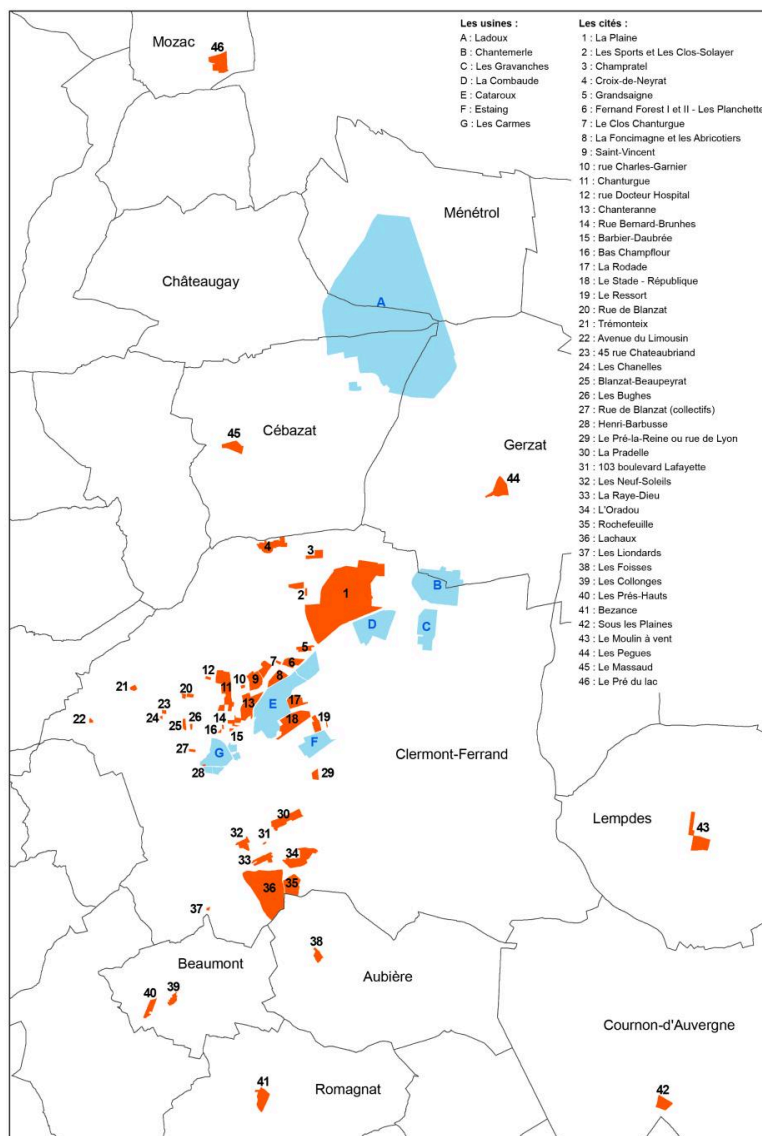 Les usines :
A : Ladoux
B : Chantemerle
C : Les Gravanches
D : La Combaude
E : Cataroux
F : Estaing
G : Les Carmes
Les cités :
1 : La Plaine
2 : Les Sports et Les Clos-Solayer
3 : Champratel
4 : Croix-de-Neyrat
5 : Grandsaigne
6 : Fernand Forest I et II - Les Planchette
7 : Le Clos Chanturgue
8 : La Foncimagne et les Abricotiers
9 : Saint-Vincent
10 : rue Charles-Garnier
11 : Chanturgue
12 : rue Docteur Hospital
13 : Chanteranne
14 : Rue Bernard-Brunhes
15 : Barbier-Daubrée
16 : Bas Champflour
17 : La Rodade
18 : Le Stade - République
19 : Le Ressort
20 : Rue de Blanzat
21 : Trémonteix
22 : Avenue du Limousin
23 : 45 rue Chateaubriand
24 : Les Chanelles
25 : Blanzat-Beaupeyrat
26 : Les Bughes
27 : Rue de Blanzat (collectifs)
28 : Henri-Barbusse
29 : Le Pré-la-Reine ou rue de Lyon
30 : La Pradelle
31 : 103 boulevard Lafayette
32 : Les Neuf-Soleils
33 : La Raye-Dieu
34 : L'Oradou
35 : Rochefeuille
36 : Lachaux
37 : Les Liondards
38 : Les Foisses
39 : Les Collonges
40 : Les Prés-Hauts
41 : Bezance
42 : Sous les Plaines
43 : Le Moulin à vent
44 : Les Pegues
45 : Le Massaud
46 : Le Pré du lac
Mozac
46
Ménétrol
Châteaugay
A
Cébazat
45
Gerzat
44
4
3
2
1
B
D
C
5
7
6
12
10
9
8
11
21
20
23
24
22
25
26
14
13
E
17
18
19
16
15
F
27
G
28
29
Clermont-Ferrand
30
32
31
33
34
36
35
Lempdes
43
37
38
Beaumont
Aubière
40
39
Cournon-d'Auvergne
41
Romagnat
42